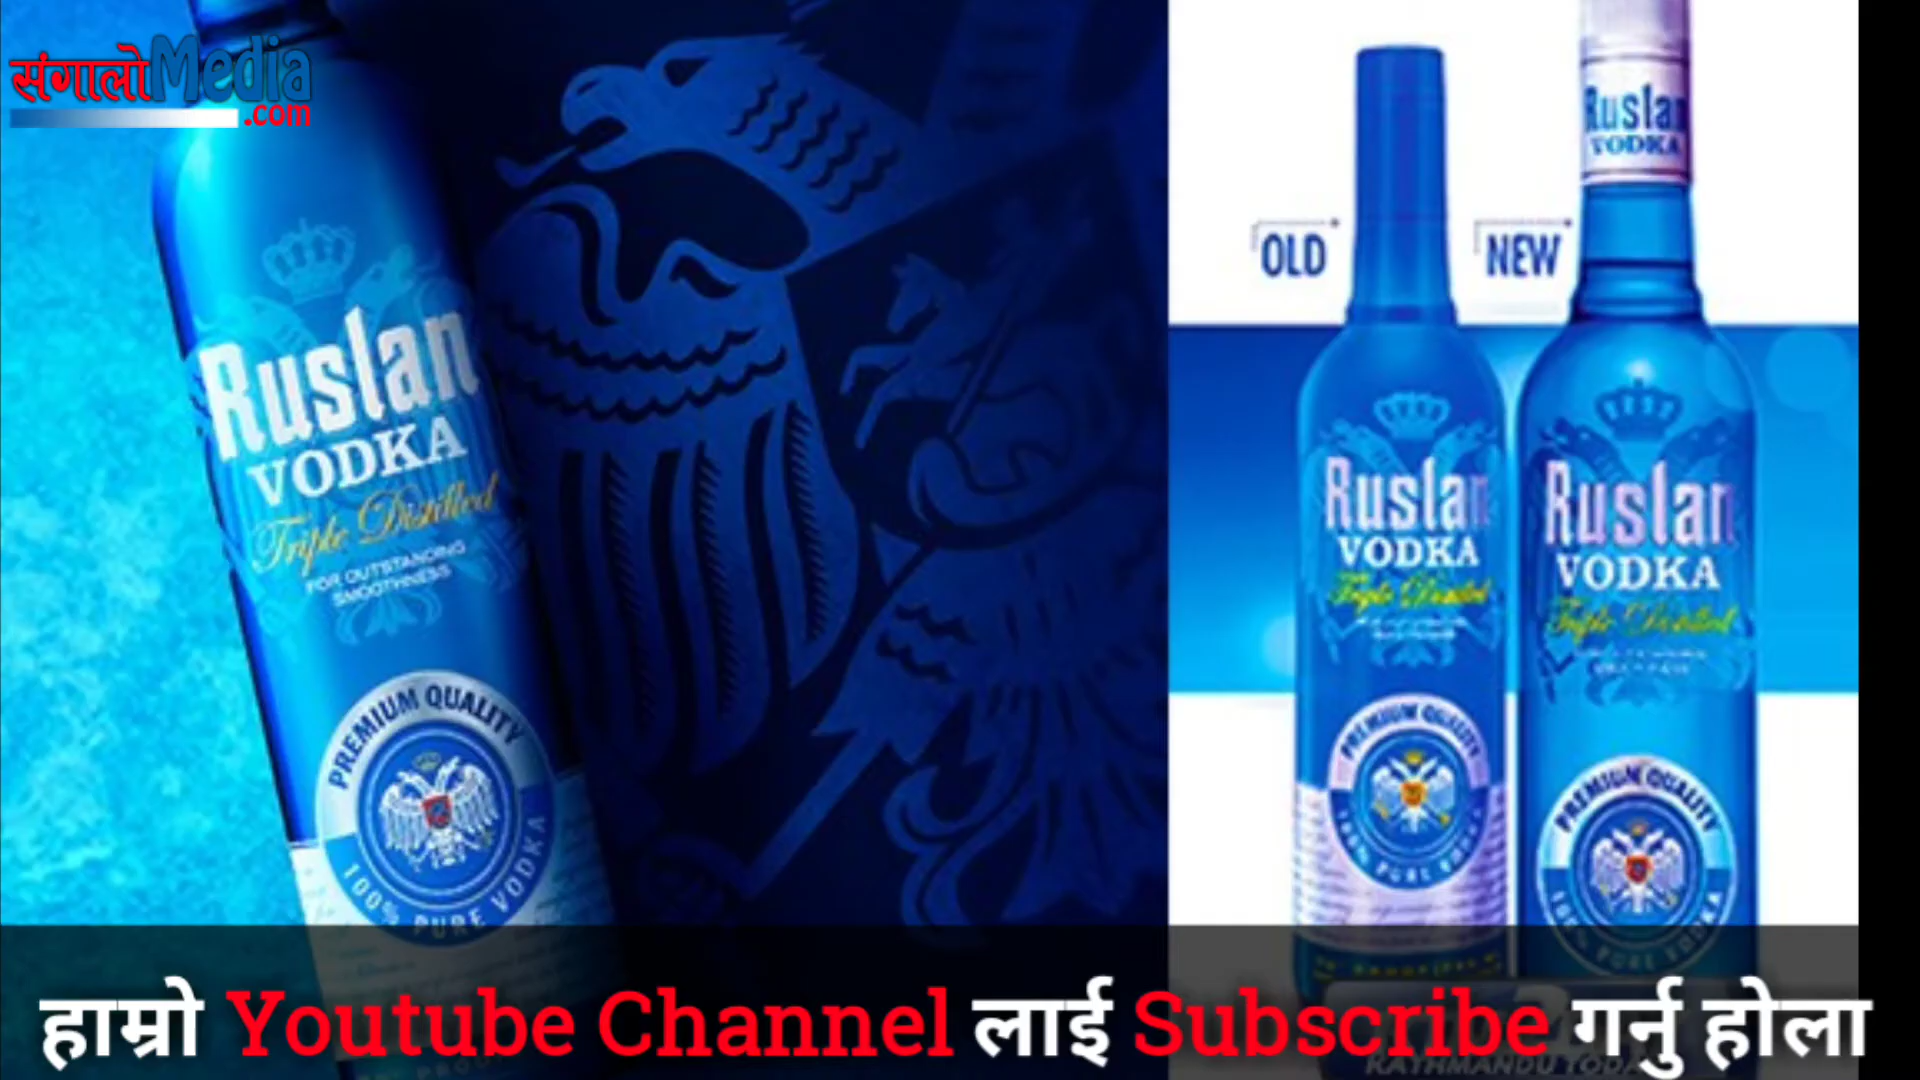 संगालोMedia
.com
Ruslan
VODKA
Triple Distilled
FOR OUTSTANDING
SMOOTHNESS
PREMIUM QUALITY
100% PURE VODKA
OLD
Ruslan
VODKA
Triple Distilled
PREMIUM QUALITY
100% PURE VODKA
NEW
Ruslan
VODKA
Ruslan
VODKA
Triple Distilled
PREMIUM QUALITY
100% PURE VODKA
हाम्रो Youtube Channel लाई Subscribe गर्नु होला
KATHMANDU TODAY